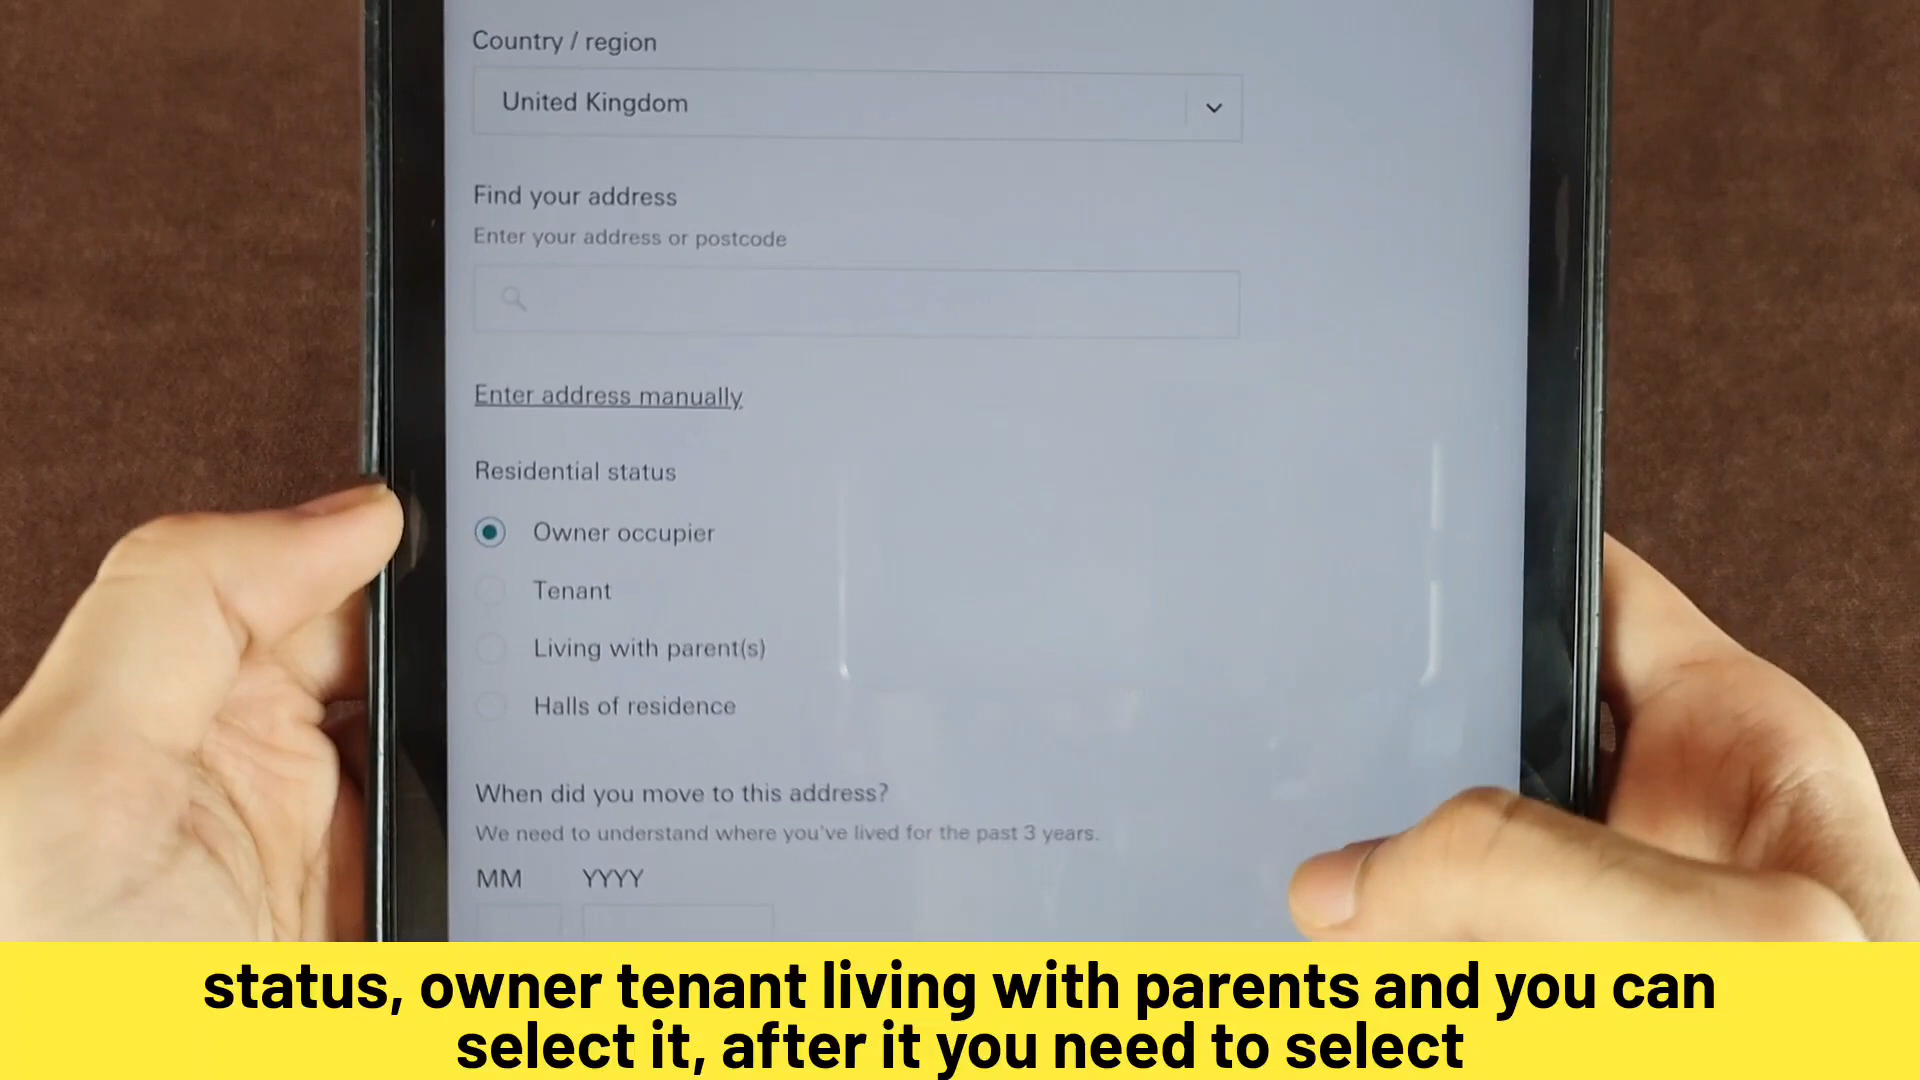 Country / region
United Kingdom
Find your address
Enter your address or postcode
Enter address manually
Residential status
Owner occupier
Tenant
Living with parent(s)
Halls of residence
When did you move to this address?
We need to understand where you've lived for the past 3 years.
MM YYYY
status, owner tenant living with parents and you can
select it, after it you need to select